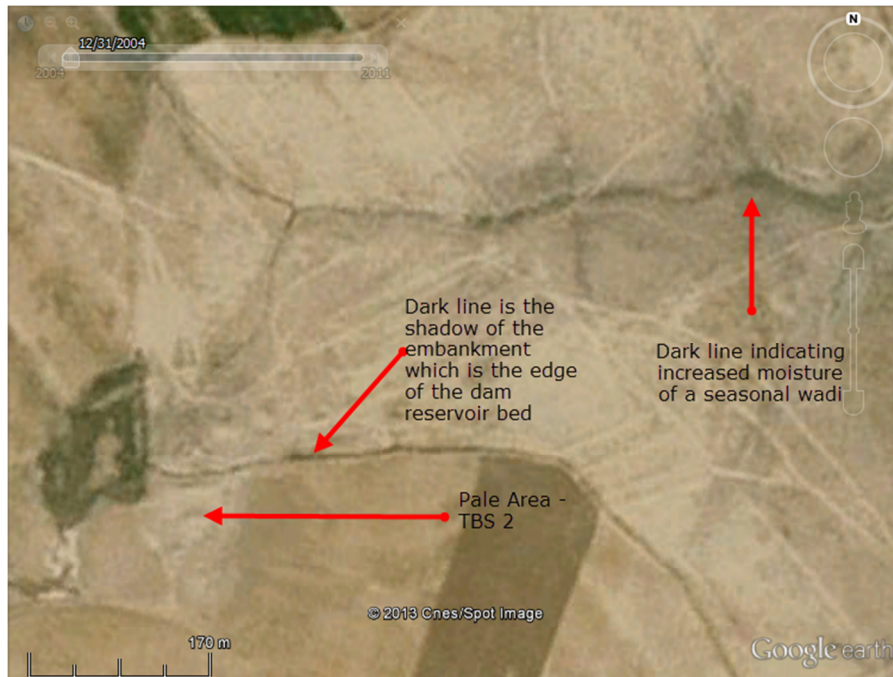 12/31/2004
2004
2011
N
Dark line is the
shadow of the
embankment
which is the edge
of the dam
reservoir bed
Dark line indicating
increased moisture
of a seasonal wadi
Pale Area -
TBS 2
© 2013 Cnes/Spot Image
170 m
Google earth